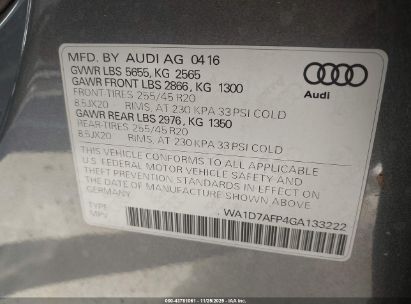 MFD. BY AUDI AG 0416
GVWR LBS 5655, KG 2565
GAWR FRONT LBS 2866, KG 1300
FRONT-TIRES 255/45 R20
8.5JX20 RIMS, AT 230 KPA 33 PSI COLD
GAWR REAR LBS 2976, KG 1350
REAR-TIRES 255/45 R20
8.5JX20 RIMS, AT 230 KPA 33 PSI COLD
THIS VEHICLE CONFORMS TO ALL APPLICABLE
U.S. FEDERAL MOTOR VEHICLE SAFETY AND
THEFT PREVENTION STANDARDS IN EFFECT ON
THE DATE OF MANUFACTURE SHOWN ABOVE
GERMANY.
Audi
TYPE:
MPV
WA1D7AFP4GA133222
11/25/2025